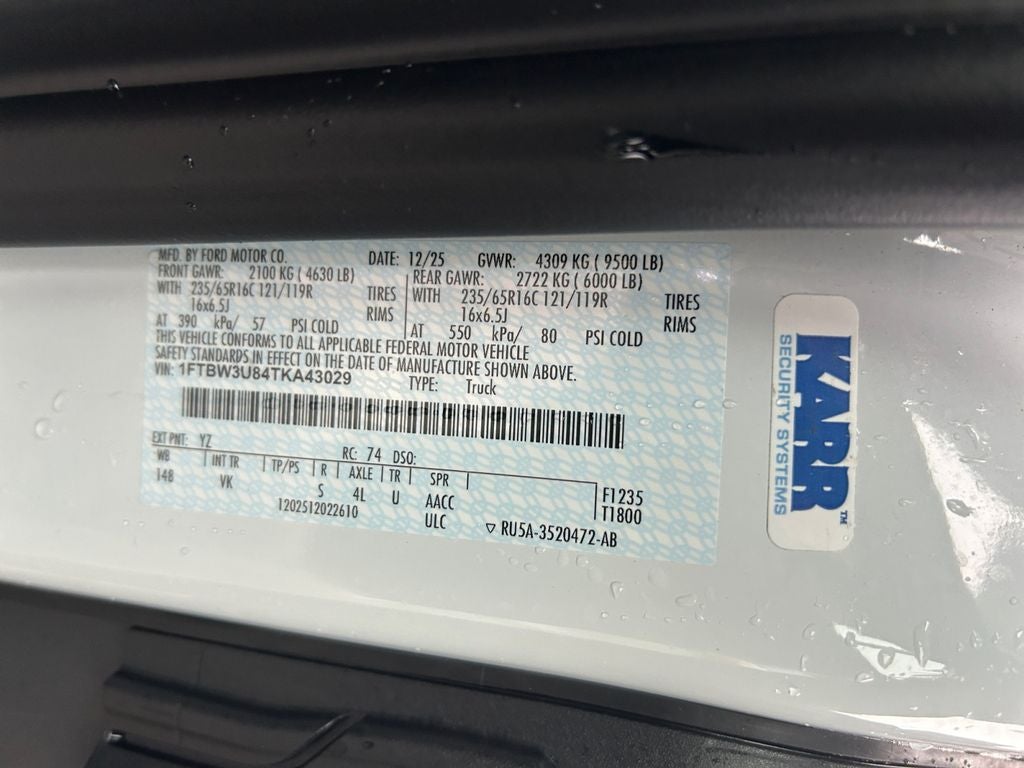 MFD. BY FORD MOTOR CO. DATE: 12/25 GVWR: 4309 KG ( 9500 LB)
FRONT GAWR: 2100 KG ( 4630 LB) REAR GAWR: 2722 KG ( 6000 LB)
WITH 235/65R16C 121/119R TIRES WITH 235/65R16C 121/119R TIRES
16x6.5J RIMS 16x6.5J RIMS
AT 390 kPa/ 57 PSI COLD AT 550 kPa/ 80 PSI COLD
THIS VEHICLE CONFORMS TO ALL APPLICABLE FEDERAL MOTOR VEHICLE
SAFETY STANDARDS IN EFFECT ON THE DATE OF MANUFACTURE SHOWN ABOVE.
VIN: 1FTBW3U84TKA43029 TYPE: Truck
EXT PNT: YZ RC: 74 DSO:
WB INT TR TP/PS R AXLE TR SPR
148 VK S 4L U AACC F1235
1202512022610 ULC T1800
▽ RU5A-3520472-AB
KARR™
SECURITY SYSTEMS